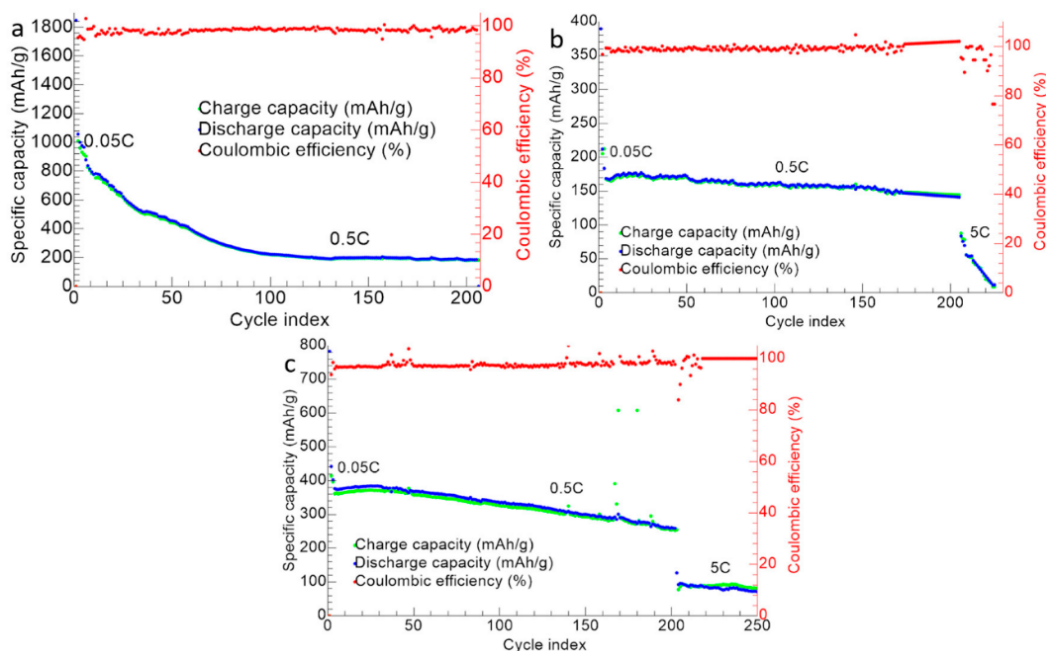 a
1800
1600
1400
1200
1000
800
600
400
200
0
Specific capacity (mAh/g)
0.05C
0.5C
Charge capacity (mAh/g)
Discharge capacity (mAh/g)
Coulombic efficiency (%)
100
80
60
40
20
0
Coulombic efficiency (%)
0 50 100 150 200
Cycle index
b
400
350
300
250
200
150
100
50
0
Specific capacity (mAh/g)
0.05C
0.5C
5C
Charge capacity (mAh/g)
Discharge capacity (mAh/g)
Coulombic efficiency (%)
100
80
60
40
20
0
Coulombic efficiency (%)
0 50 100 150 200
Cycle index
c
800
700
600
500
400
300
200
100
0
Specific capacity (mAh/g)
0.05C
0.5C
5C
Charge capacity (mAh/g)
Discharge capacity (mAh/g)
Coulombic efficiency (%)
100
80
60
40
20
0
Coulombic efficiency (%)
0 50 100 150 200 250
Cycle index